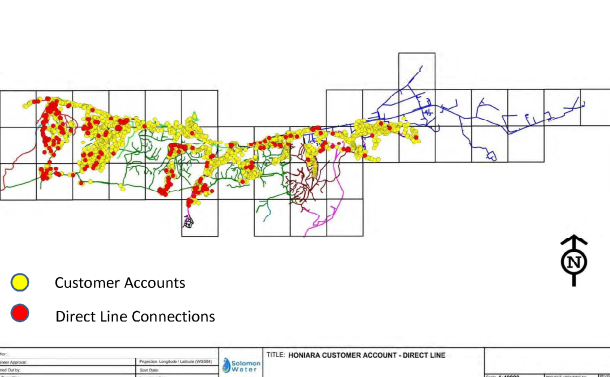 N
Customer Accounts
Direct Line Connections
TITLE: HONIARA CUSTOMER ACCOUNT - DIRECT LINE
Projection Longitude / Latitude (WGS84)
Solomon
Water